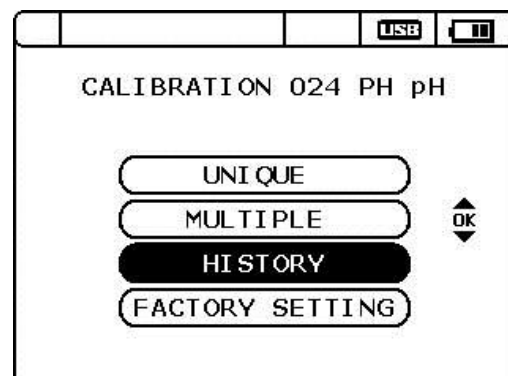 USB
CALIBRATION 024 PH pH
UNIQUE
MULTIPLE
OK
HISTORY
FACTORY SETTING